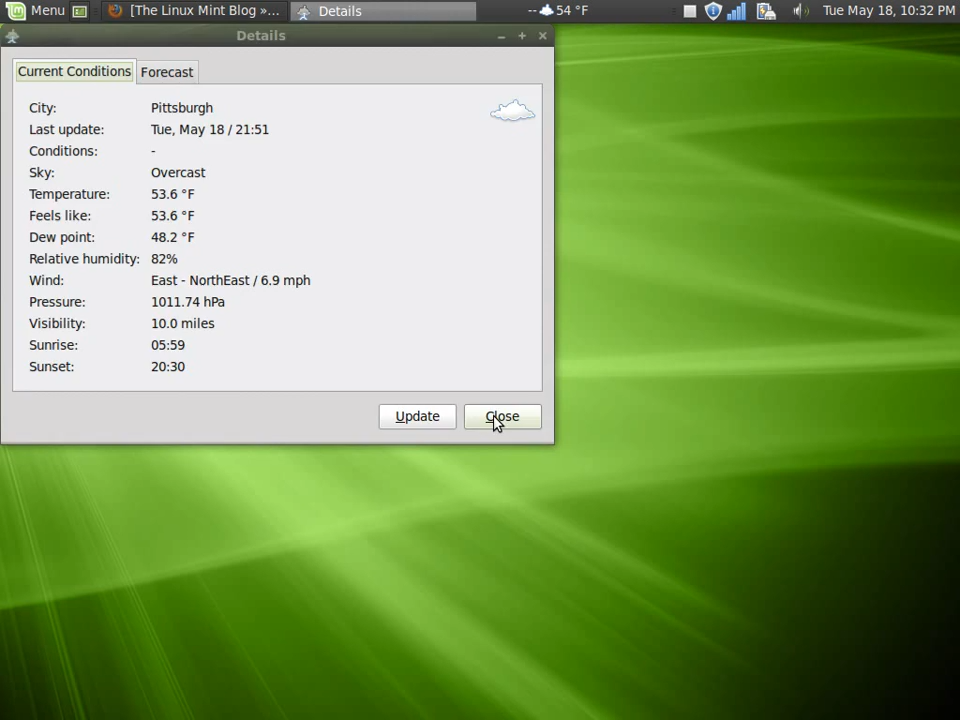 Menu [The Linux Mint Blog »... Details -- 54 °F Tue May 18, 10:32 PM
Details
Current Conditions Forecast
City: Pittsburgh
Last update: Tue, May 18 / 21:51
Conditions: -
Sky: Overcast
Temperature: 53.6 °F
Feels like: 53.6 °F
Dew point: 48.2 °F
Relative humidity: 82%
Wind: East - NorthEast / 6.9 mph
Pressure: 1011.74 hPa
Visibility: 10.0 miles
Sunrise: 05:59
Sunset: 20:30
Update Close